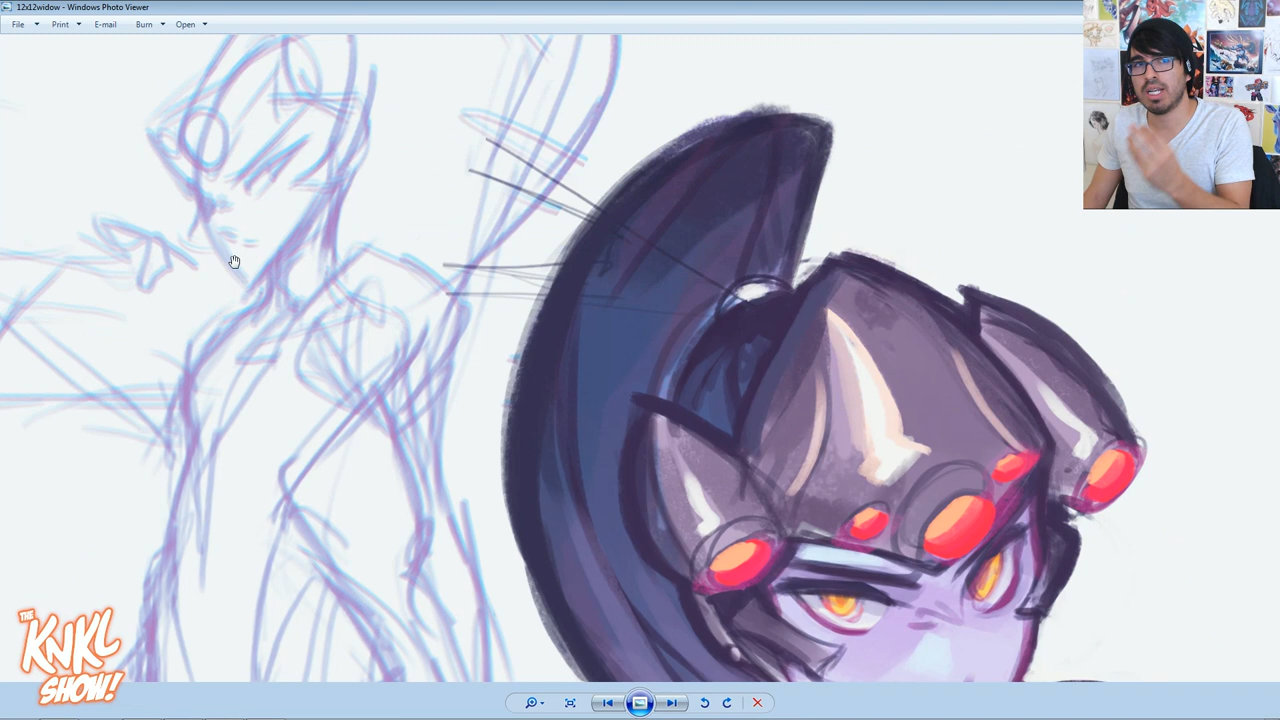 12x12widow - Windows Photo Viewer
File Print E-mail Burn Open
THE
KNKL
SHOW!